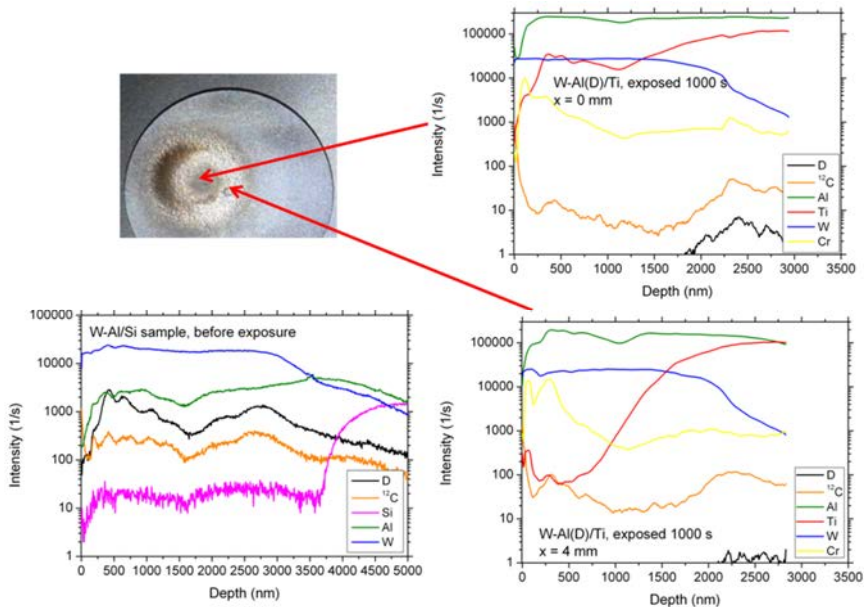 100000
10000
1000
100
10
1
Intensity (1/s)
W-Al(D)/Ti, exposed 1000 s
x = 0 mm
D
¹²C
Al
Ti
W
Cr
0 500 1000 1500 2000 2500 3000 3500
Depth (nm)
100000
10000
1000
100
10
1
Intensity (1/s)
W-Al/Si sample, before exposure
D
¹²C
Si
Al
W
0 500 1000 1500 2000 2500 3000 3500 4000 4500 5000
Depth (nm)
100000
10000
1000
100
10
1
Intensity (1/s)
D
¹²C
Al
Ti
W
Cr
W-Al(D)/Ti, exposed 1000 s
x = 4 mm
0 500 1000 1500 2000 2500 3000 3500
Depth (nm)